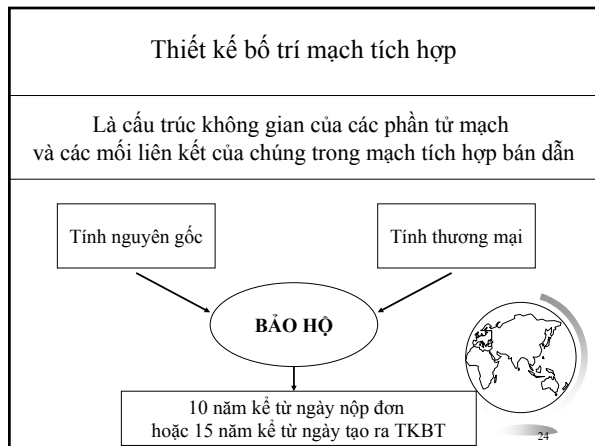 Thiết kế bố trí mạch tích hợp
Là cấu trúc không gian của các phần tử mạch
và các mối liên kết của chúng trong mạch tích hợp bán dẫn
Tính nguyên gốc
Tính thương mại
BẢO HỘ
10 năm kể từ ngày nộp đơn
hoặc 15 năm kể từ ngày tạo ra TKBT
24